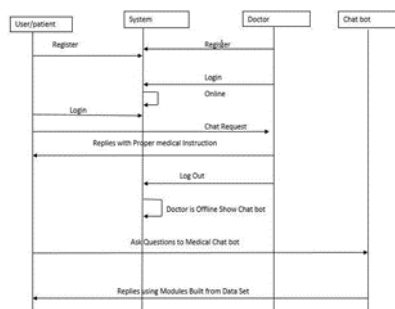 User/patient
System
Doctor
Chat bot
Register
Register
Login
Online
Login
Chat Request
Replies with Proper medical Instruction
Log Out
Doctor is Offline Show Chat bot
Ask Questions to Medical Chat bot
Replies using Modules Built from Data Set